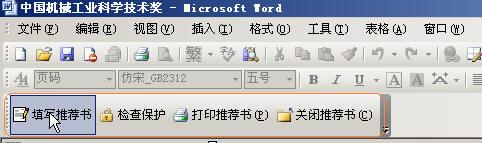 中国机械工业科学技术奖 - Microsoft Word
文件(F) 编辑(E) 视图(V) 插入(I) 格式(O) 工具(T) 表格(A) 窗口(W)
繁
页码 仿宋_GB2312 五号 B I U A A
填写推荐书 检查保护 打印推荐书(P) 关闭推荐书(C)